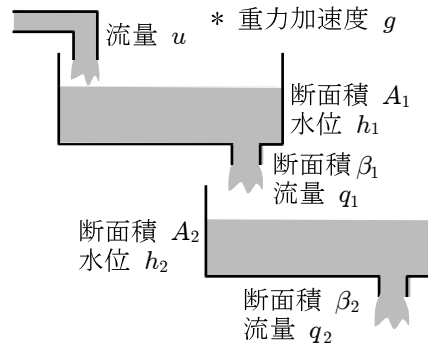 * 重力加速度 g
流量 u
断面積 A₁
水位 h₁
断面積 β₁
流量 q₁
断面積 A₂
水位 h₂
断面積 β₂
流量 q₂